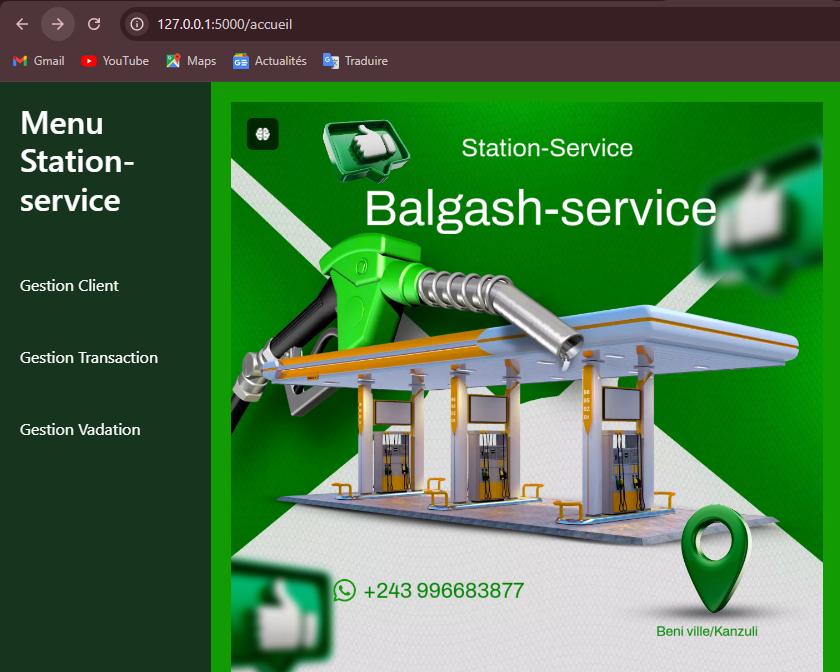 127.0.0.1:5000/accueil
Gmail
YouTube
Maps
Actualités
Traduire
Menu
Station-
service
Gestion Client
Gestion Transaction
Gestion Vadation
Station-Service
Balgash-service
+243 996683877
Beni ville/Kanzuli